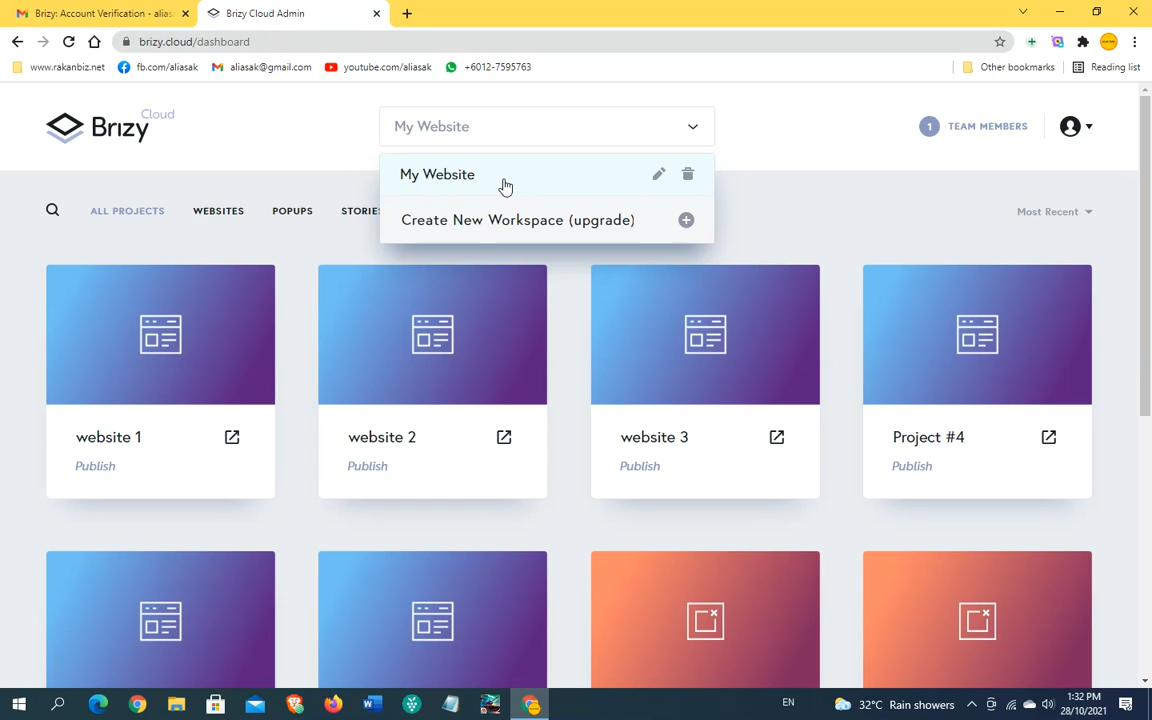 Brizy: Account Verification - alias
Brizy Cloud Admin
brizy.cloud/dashboard
www.rakanbiz.net
fb.com/aliasak
aliasak@gmail.com
youtube.com/aliasak
+6012-7595763
Other bookmarks
Reading list
Brizy Cloud
My Website
1 TEAM MEMBERS
My Website
Create New Workspace (upgrade)
ALL PROJECTS
WEBSITES
POPUPS
STORIES
Most Recent
website 1
website 2
website 3
Project #4
Publish
Publish
Publish
Publish
EN
32°C Rain showers
1:32 PM
28/10/2021